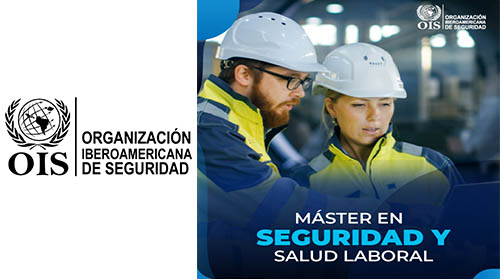 OIS
ORGANIZACIÓN
IBEROAMERICANA
DE SEGURIDAD
OIS
ORGANIZACIÓN
IBEROAMERICANA
DE SEGURIDAD
MÁSTER EN
SEGURIDAD Y
SALUD LABORAL